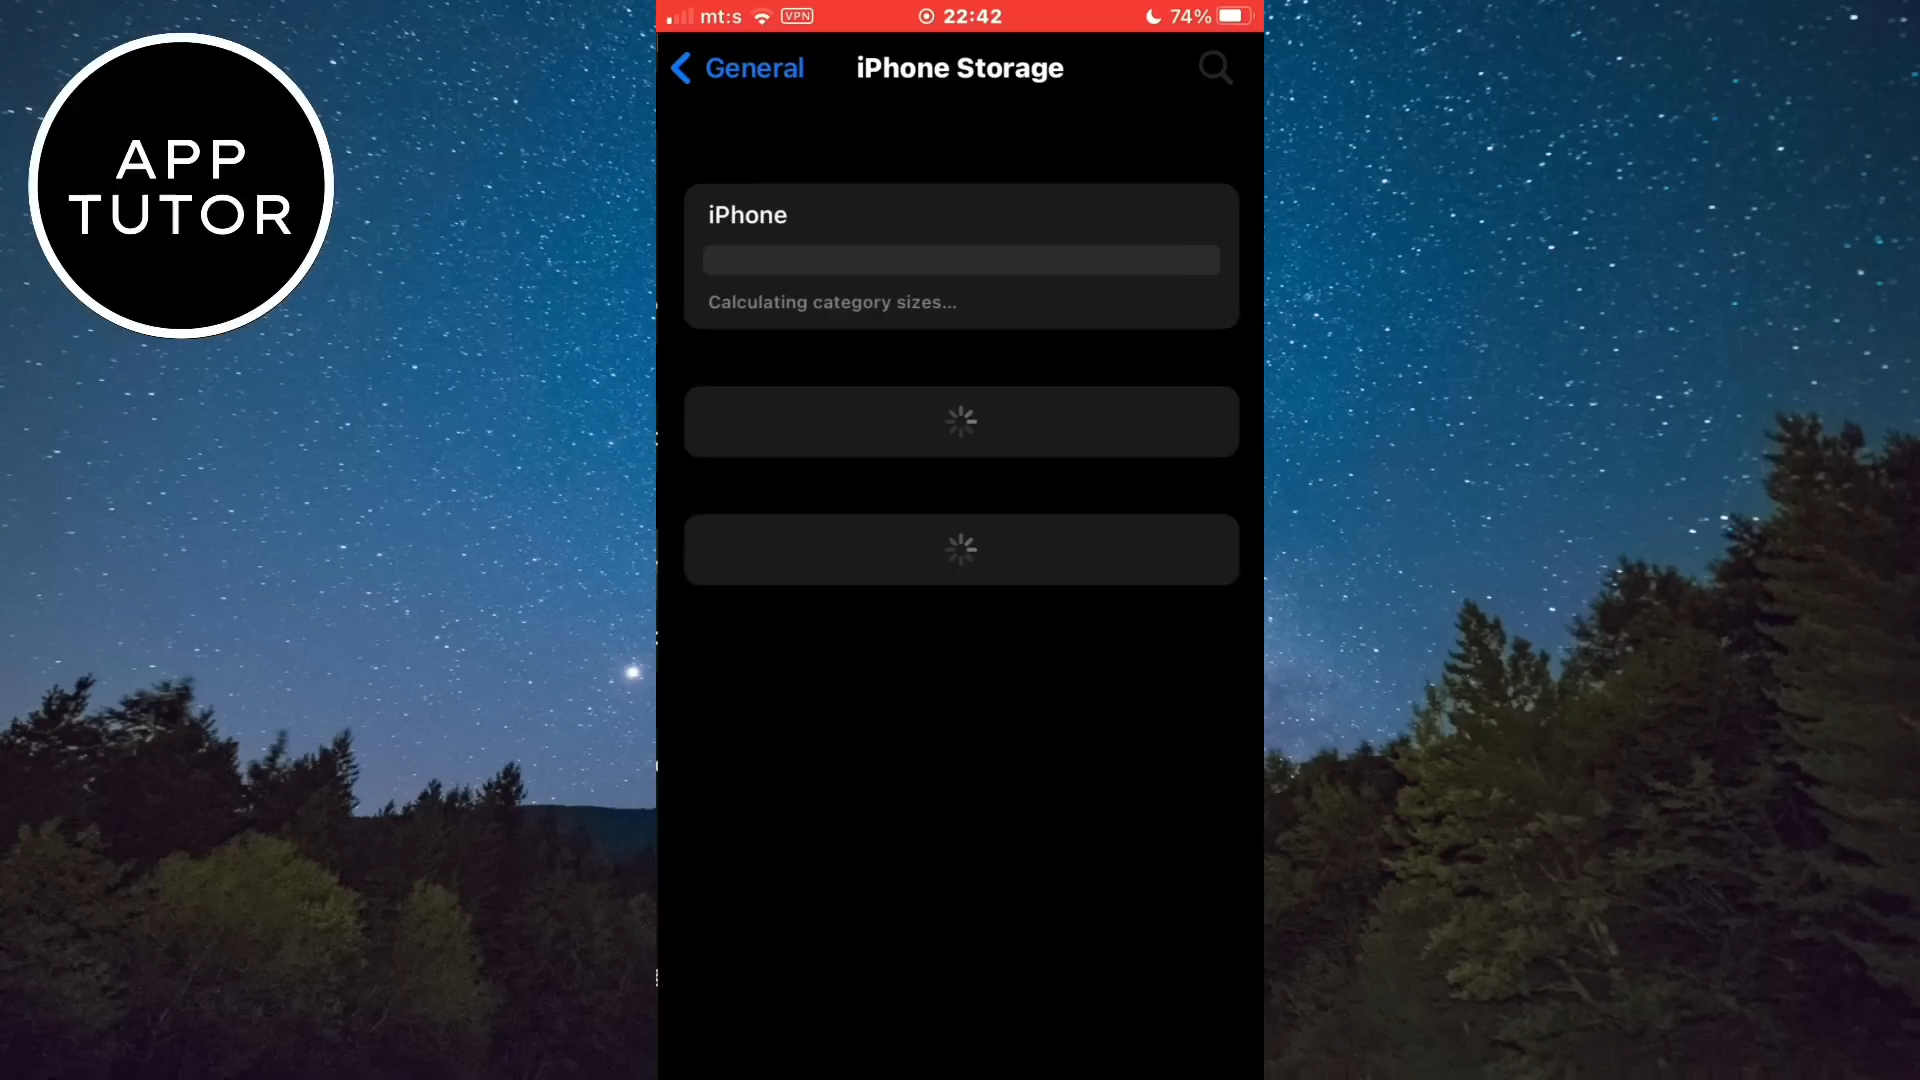 APP
TUTOR
mt:s VPN 22:42 74%
General iPhone Storage
iPhone
Calculating category sizes...